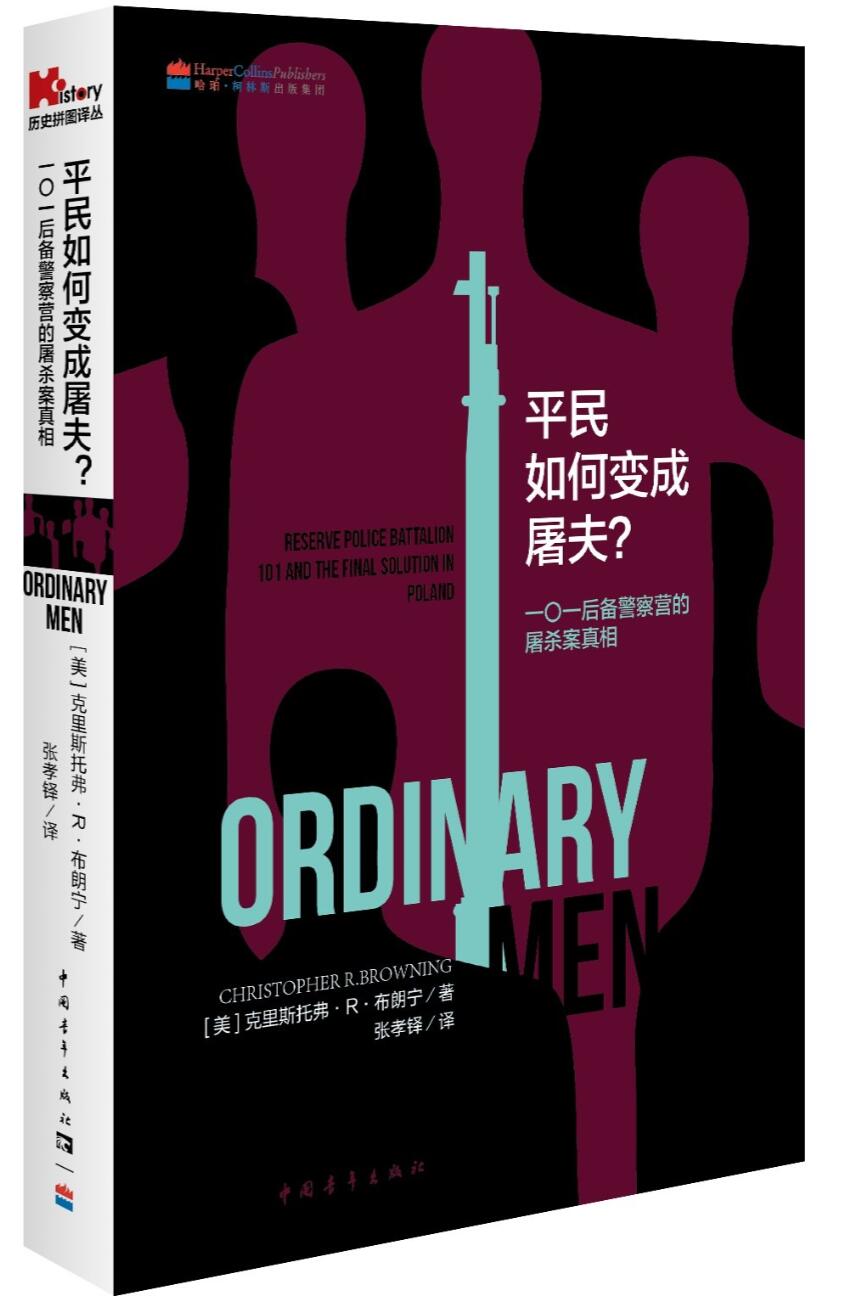 History
历史拼图译丛
平民如何变成屠夫?
一〇一后备警察营的屠杀案真相
ORDINARY
MEN
[美]克里斯托弗·R·布朗宁/著
张孝铎/译
中国青年出版社
HarperCollinsPublishers
哈珀·柯林斯出版集团
平民
如何变成
屠夫?
一〇一后备警察营的
屠杀案真相
RESERVE POLICE BATTALION
101 AND THE FINAL SOLUTION IN
POLAND
ORDINARY
MEN
CHRISTOPHER R.BROWNING
[美]克里斯托弗·R·布朗宁/著
张孝铎/译
中国青年出版社